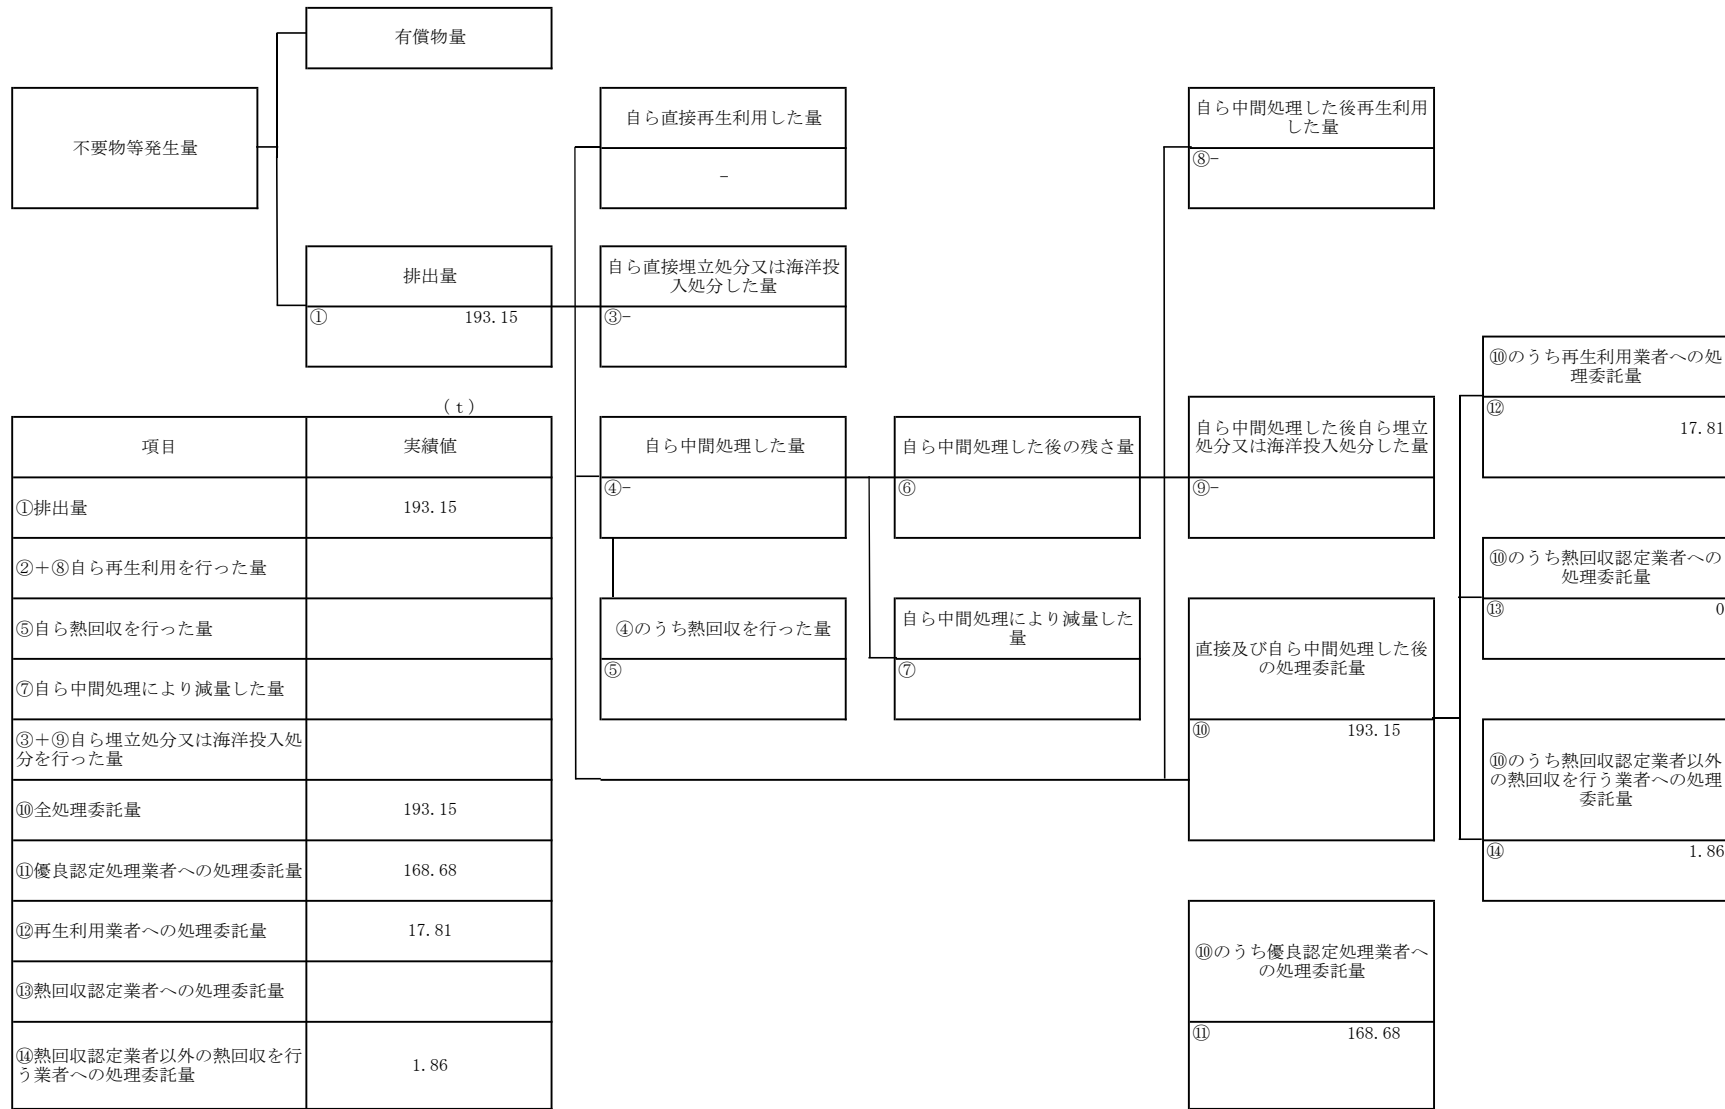 有償物量
不要物等発生量
自ら直接再生利用した量
-
自ら中間処理した後再生利用
した量
⑧-
排出量
① 193.15
自ら直接埋立処分又は海洋投
入処分した量
③-
⑩のうち再生利用業者への処
理委託量
⑫
17.81
(t)
項目 実績値
①排出量 193.15
②+⑧自ら再生利用を行った量
⑤自ら熱回収を行った量
⑦自ら中間処理により減量した量
③+⑨自ら埋立処分又は海洋投入処
分を行った量
⑩全処理委託量 193.15
⑪優良認定処理業者への処理委託量 168.68
⑫再生利用業者への処理委託量 17.81
⑬熱回収認定業者への処理委託量
⑭熱回収認定業者以外の熱回収を行
う業者への処理委託量 1.86
自ら中間処理した量
④-
自ら中間処理した後の残さ量
⑥
自ら中間処理した後自ら埋立
処分又は海洋投入処分した量
⑨-
④のうち熱回収を行った量
⑤
自ら中間処理により減量した
量
⑦
直接及び自ら中間処理した後
の処理委託量
⑩ 193.15
⑩のうち熱回収認定業者への
処理委託量
⑬ 0
⑩のうち熱回収認定業者以外
の熱回収を行う業者への処理
委託量
⑭ 1.86
⑩のうち優良認定処理業者へ
の処理委託量
⑪ 168.68